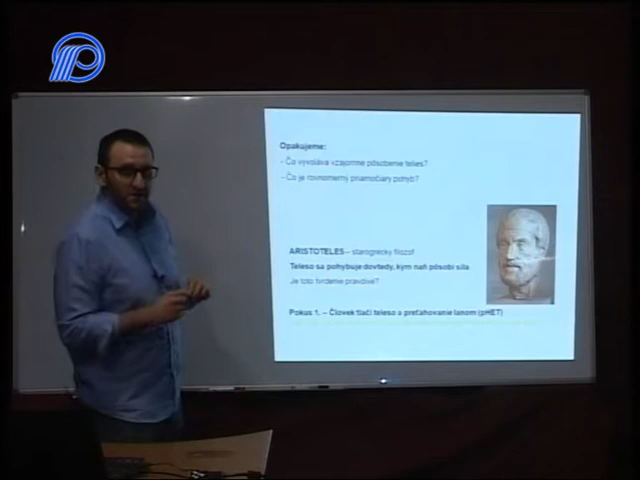 Opakujeme:
- Čo vyvoláva vzájomné pôsobenie telies?
- Čo je rovnomerný priamočiary pohyb?
ARISTOTELES – starogrécky filozof
Teleso sa pohybuje dovtedy, kým naň pôsobí sila
Je toto tvrdenie pravdivé?
Pokus 1. – Človek tlačí teleso a preťahovanie lanom (pHET)